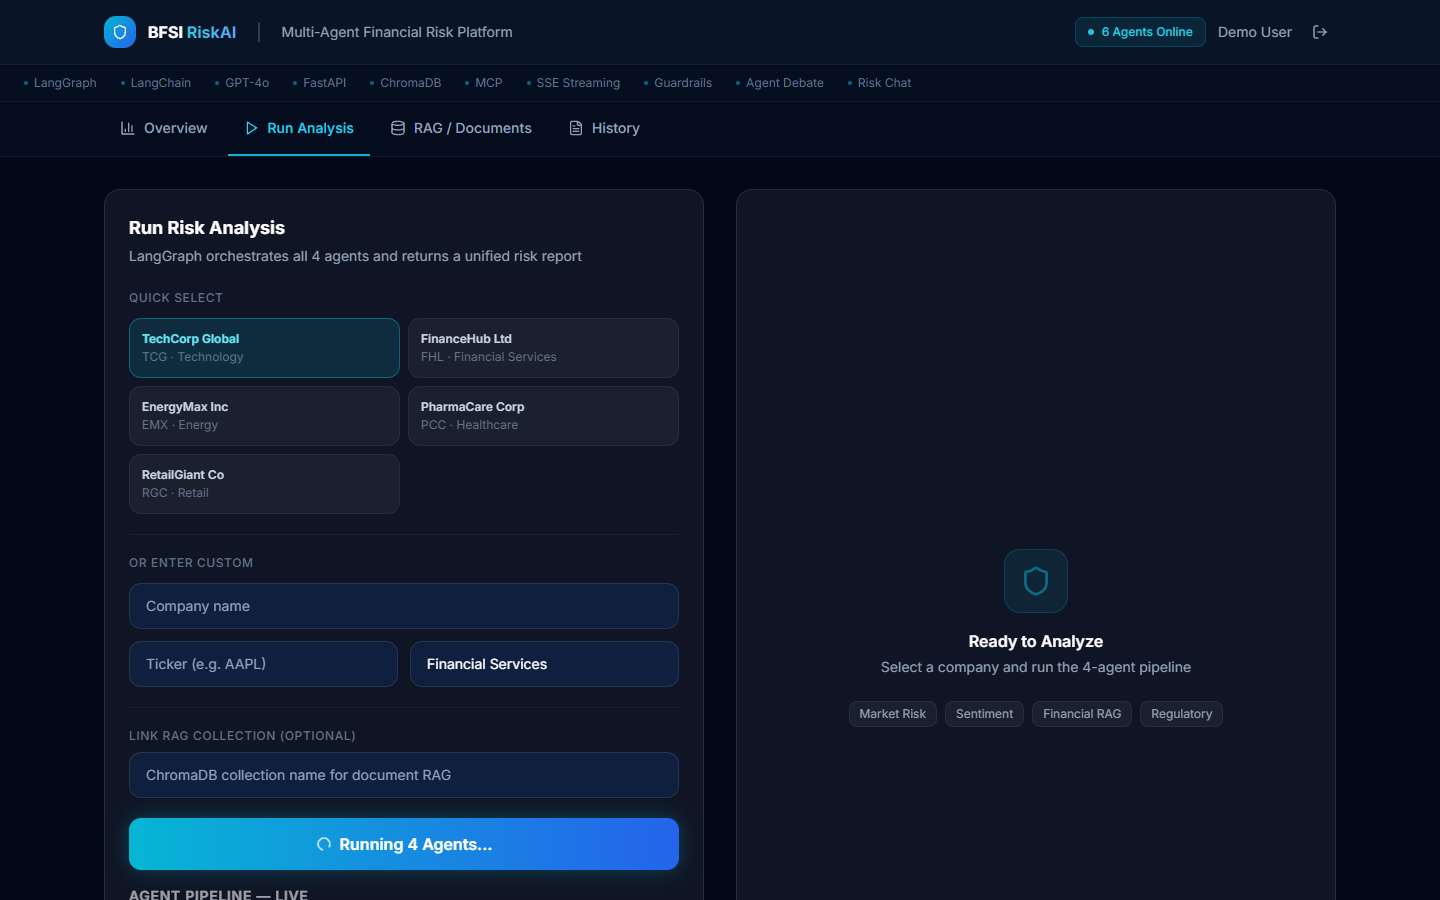 BFSI RiskAI
Multi-Agent Financial Risk Platform
6 Agents Online
Demo User
LangGraph
LangChain
GPT-4o
FastAPI
ChromaDB
MCP
SSE Streaming
Guardrails
Agent Debate
Risk Chat
Overview
Run Analysis
RAG / Documents
History
Run Risk Analysis
LangGraph orchestrates all 4 agents and returns a unified risk report
QUICK SELECT
TechCorp Global
TCG · Technology
FinanceHub Ltd
FHL · Financial Services
EnergyMax Inc
EMX · Energy
PharmaCare Corp
PCC · Healthcare
RetailGiant Co
RGC · Retail
OR ENTER CUSTOM
Company name
Ticker (e.g. AAPL)
Financial Services
LINK RAG COLLECTION (OPTIONAL)
ChromaDB collection name for document RAG
Running 4 Agents...
AGENT PIPELINE — LIVE
Ready to Analyze
Select a company and run the 4-agent pipeline
Market Risk
Sentiment
Financial RAG
Regulatory